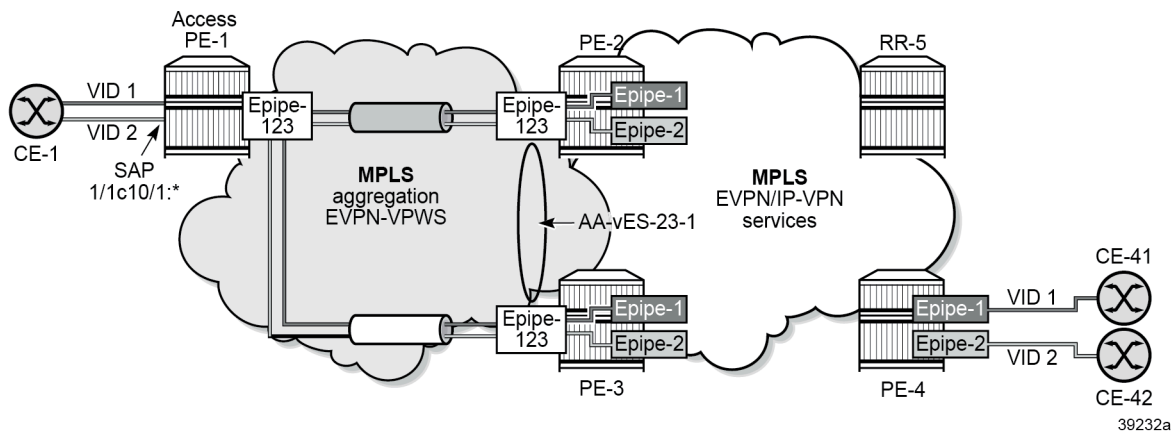 Access
PE-1
PE-2
RR-5
VID 1
VID 2
CE-1
SAP
1/1c10/1:*
Epipe-
123
Epipe-
123
Epipe-1
Epipe-2
MPLS
aggregation
EVPN-VPWS
MPLS
EVPN/IP-VPN
services
AA-vES-23-1
Epipe-
123
Epipe-1
Epipe-2
PE-3
Epipe-1
Epipe-2
PE-4
VID 1
VID 2
CE-41
CE-42
39232a